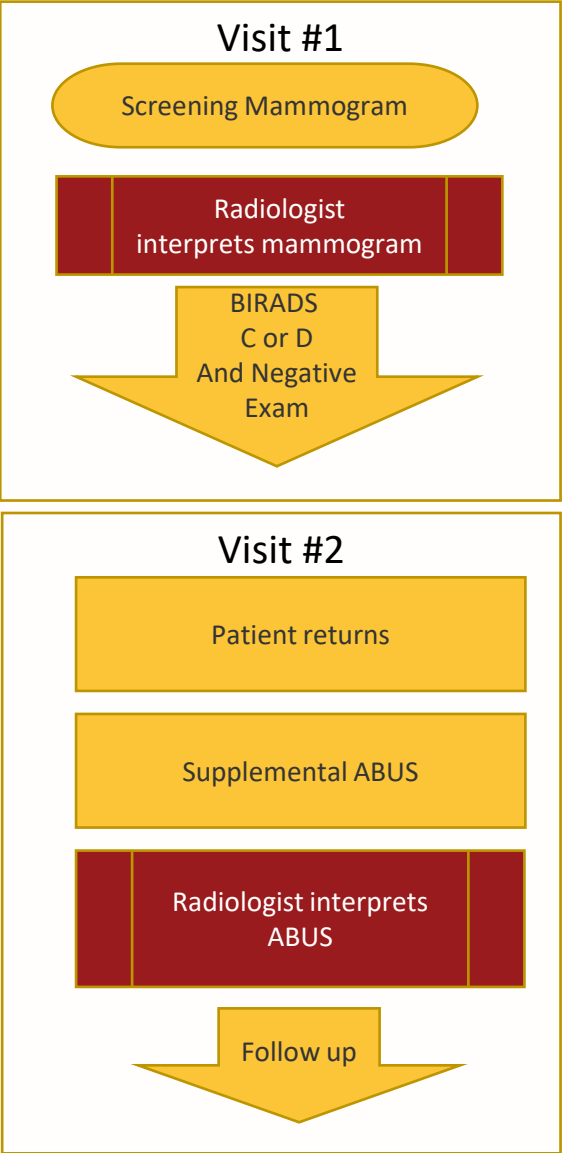 Visit #1
Screening Mammogram
Radiologist
interprets mammogram
BIRADS
C or D
And Negative
Exam
Visit #2
Patient returns
Supplemental ABUS
Radiologist interprets
ABUS
Follow up